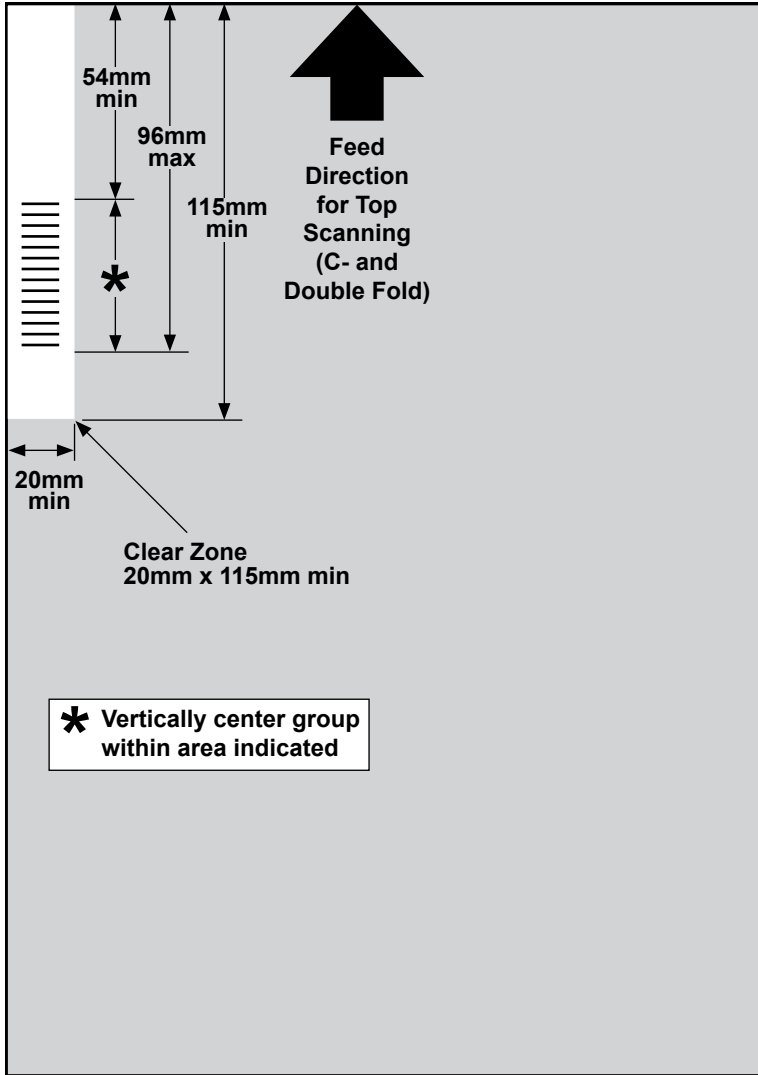 54mm
min
96mm
max
115mm
min
Feed
Direction
for Top
Scanning
(C- and
Double Fold)
*
20mm
min
Clear Zone
20mm x 115mm min
* Vertically center group
within area indicated